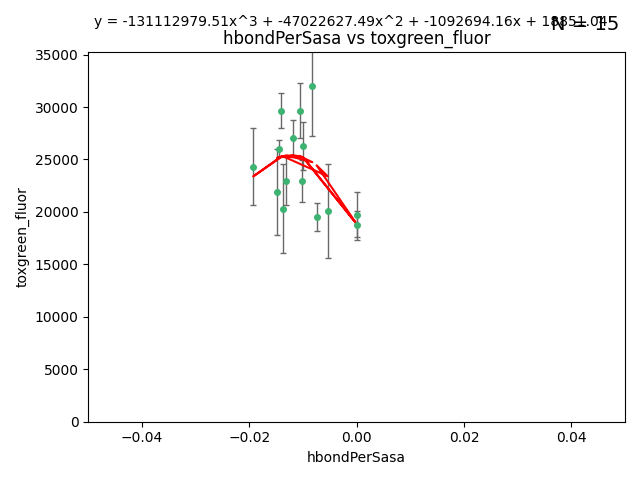 y = -131112979.51x^3 + -47022627.49x^2 + -1092694.16x + 18851.04
N = 15
hbondPerSasa vs toxgreen_fluor
35000
30000
25000
20000
15000
10000
5000
0
toxgreen_fluor
−0.04 −0.02 0.00 0.02 0.04
hbondPerSasa